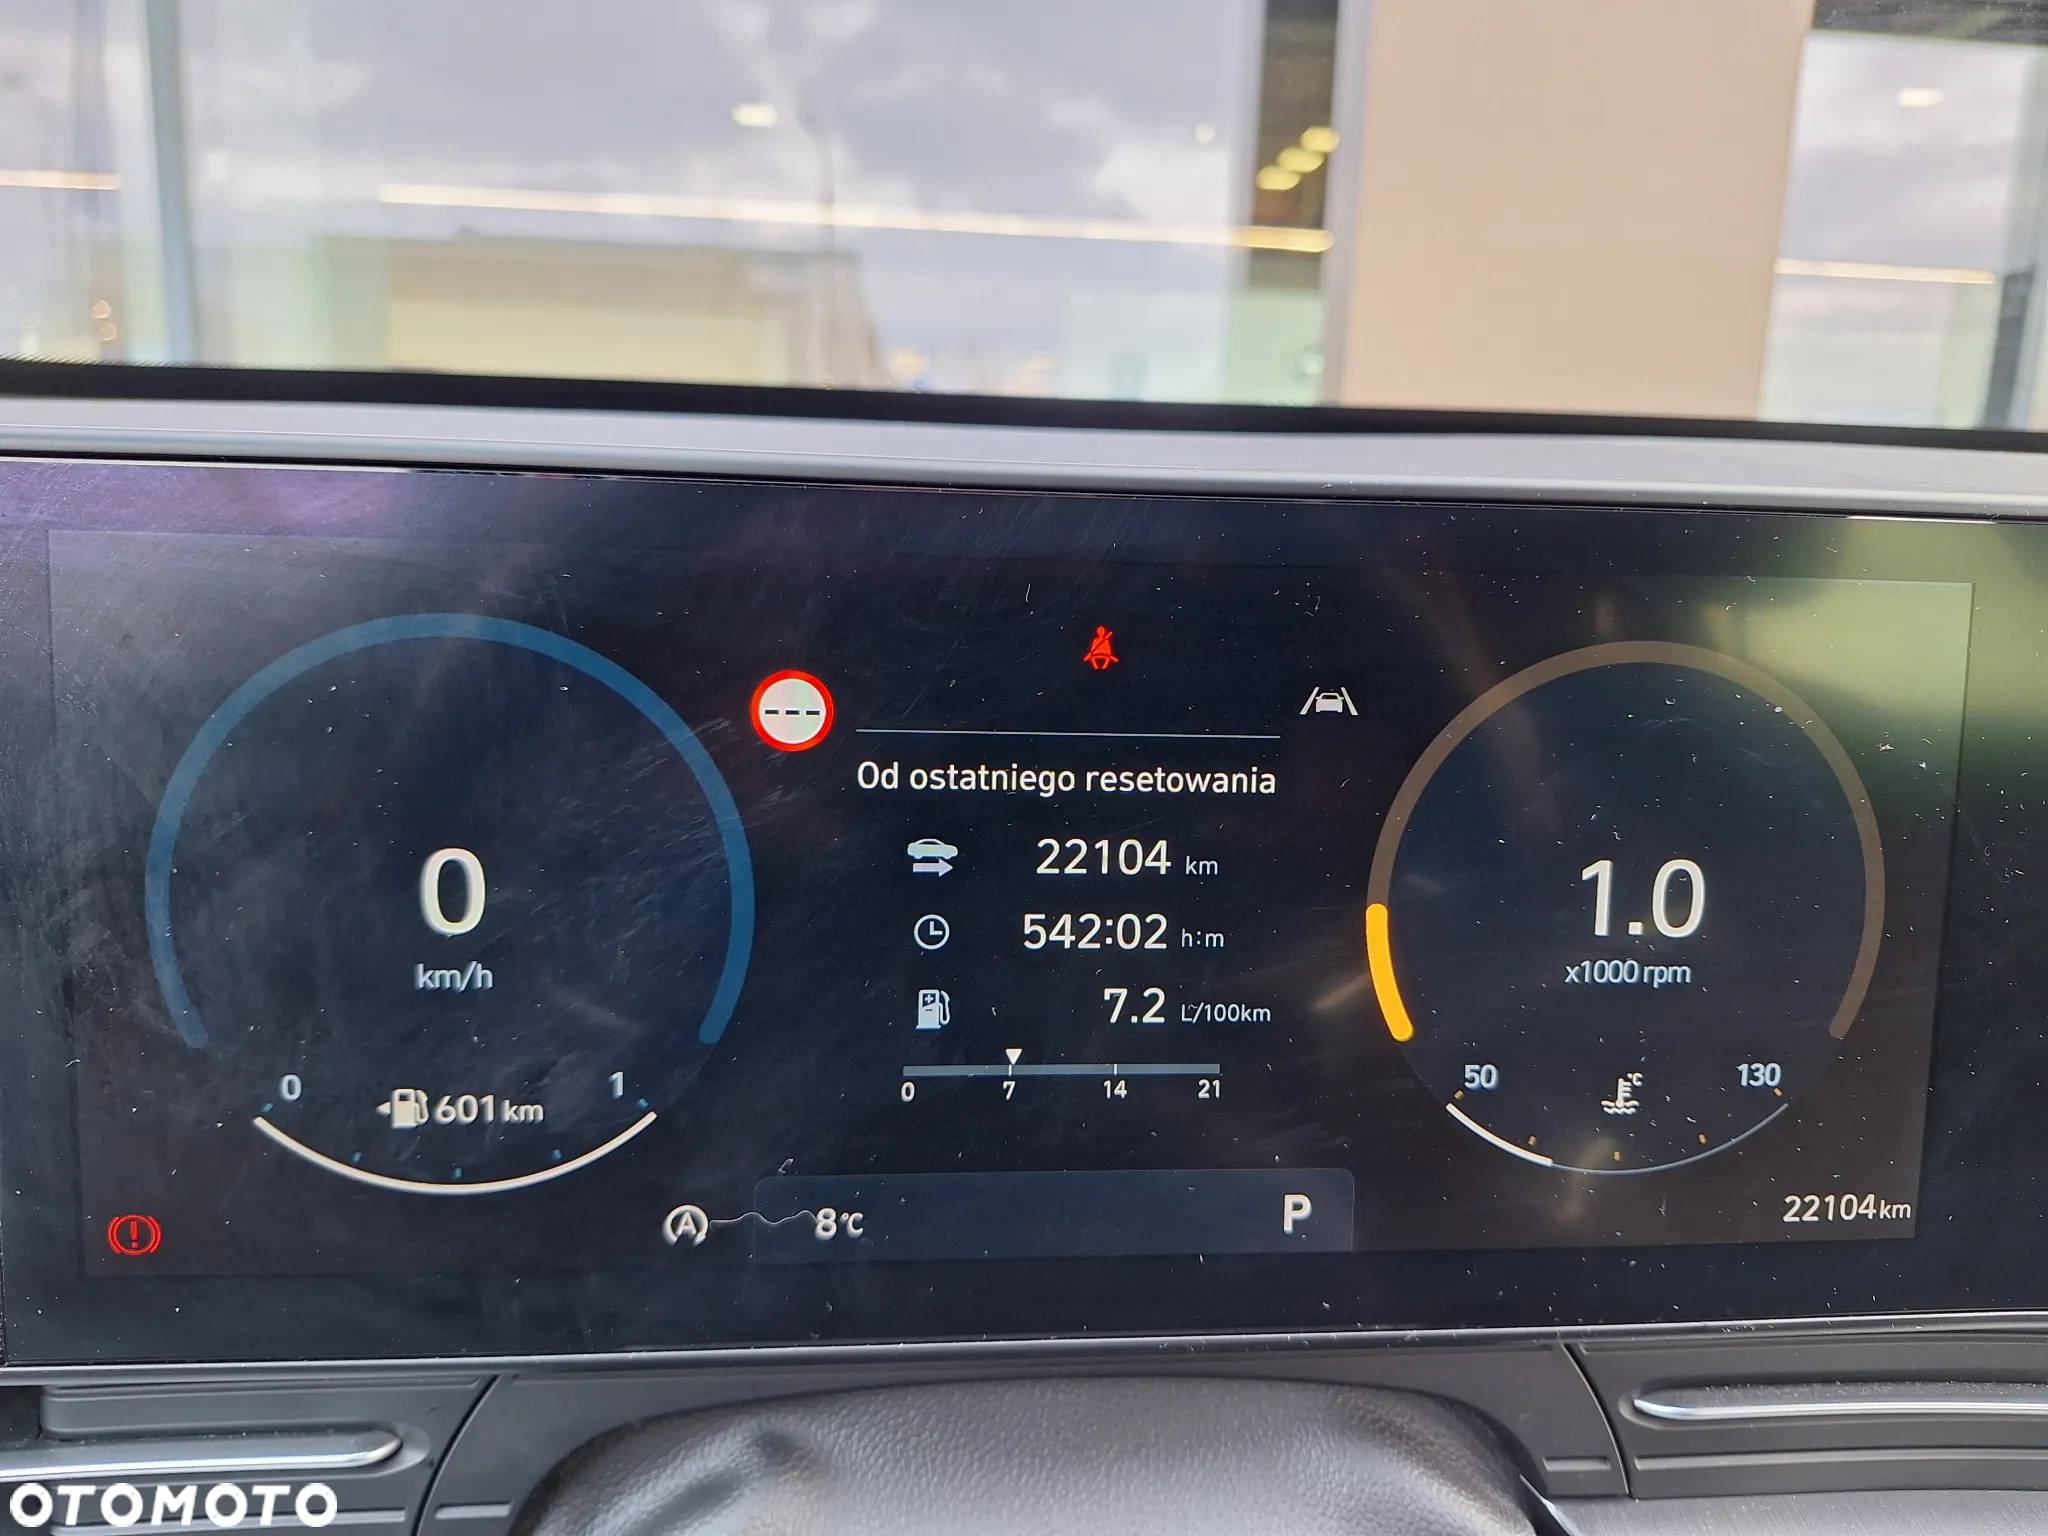 Od ostatniego resetowania
22104 km
542:02 h:m
7.2 L/100km
0 7 14 21
0
km/h
0 1
601 km
1.0
x1000 rpm
50 °C 130
A
8°C
P
22104 km
OTOMOTO